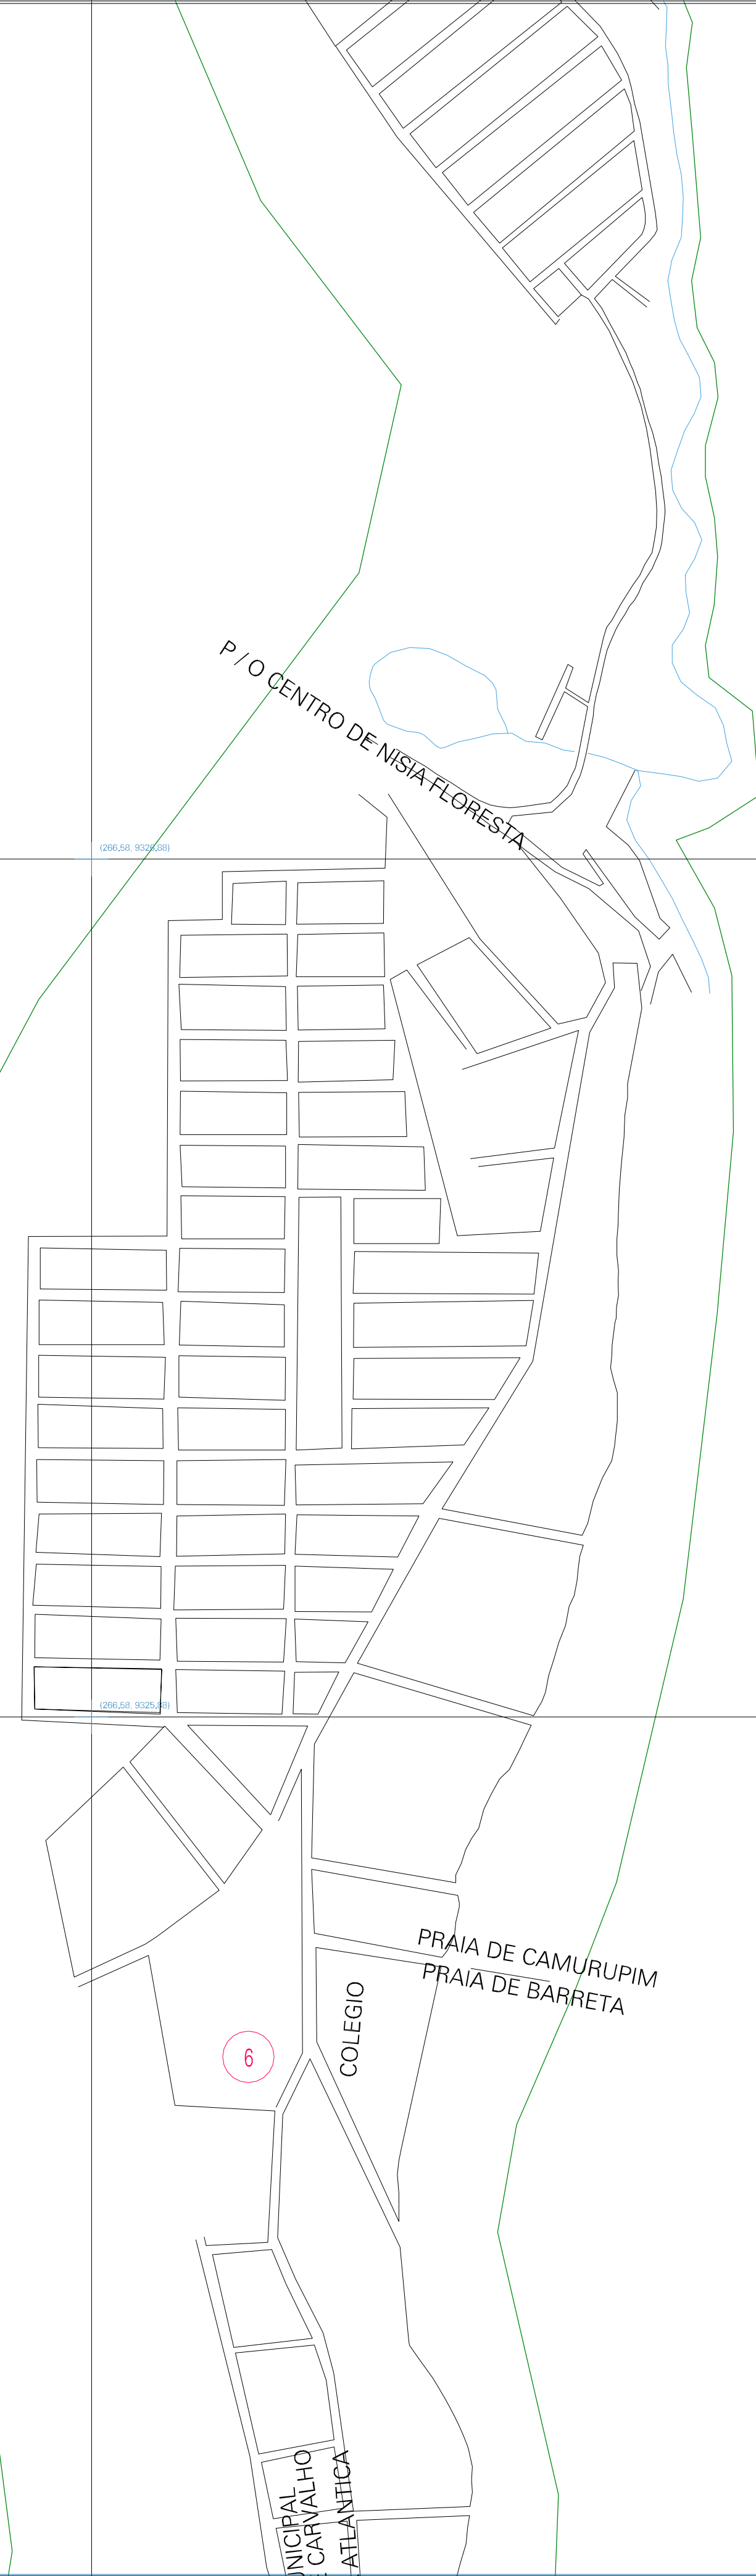 P / O CENTRO DE NISIA FLORESTA
(266,58, 9326,88)
(266,58, 9325,88)
PRAIA DE CAMURUPIM
PRAIA DE BARRETA
COLEGIO
6
UNICIPAL
CARVALHO
ATLANTICA